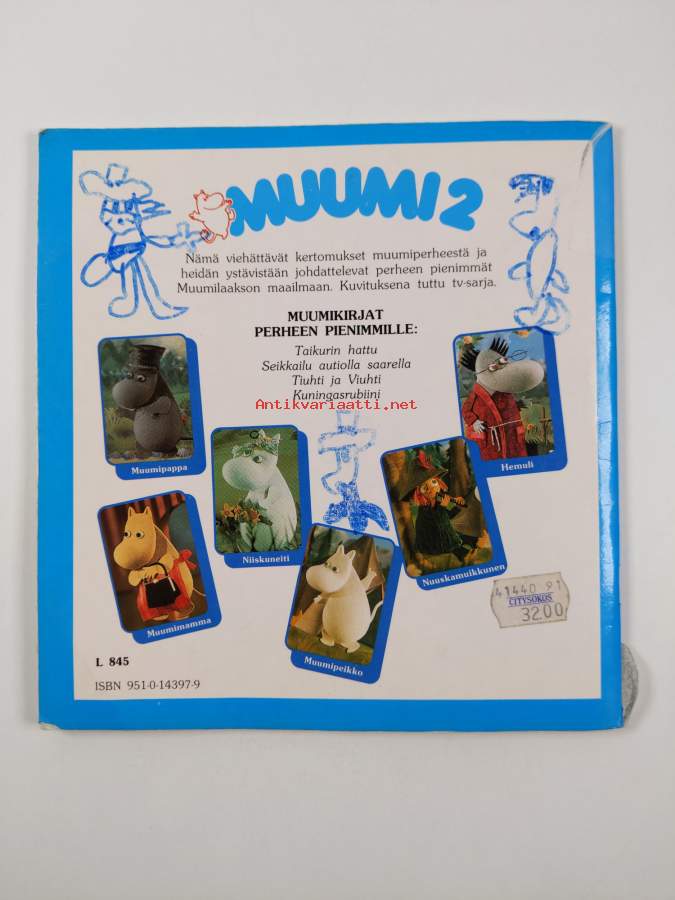 MUUMI 2
Nämä viehättävät kertomukset muumiperheestä ja
heidän ystävistään johdattelevat perheen pienimmät
Muumilaakson maailmaan. Kuvituksena tuttu tv-sarja.
MUUMIKIRJAT
PERHEEN PIENIMMILLE:
Taikurin hattu
Seikkailu autiolla saarella
Tiuhti ja Viuhti
Kuningasrubiini
Antikvariaatti.net
Muumipappa
Hemuli
Niiskuneiti
Nuuskamuikkunen
Muumimamma
Muumipeikko
41440 91
CITYSOKOS
3200
L 845
ISBN 951-0-14397-9